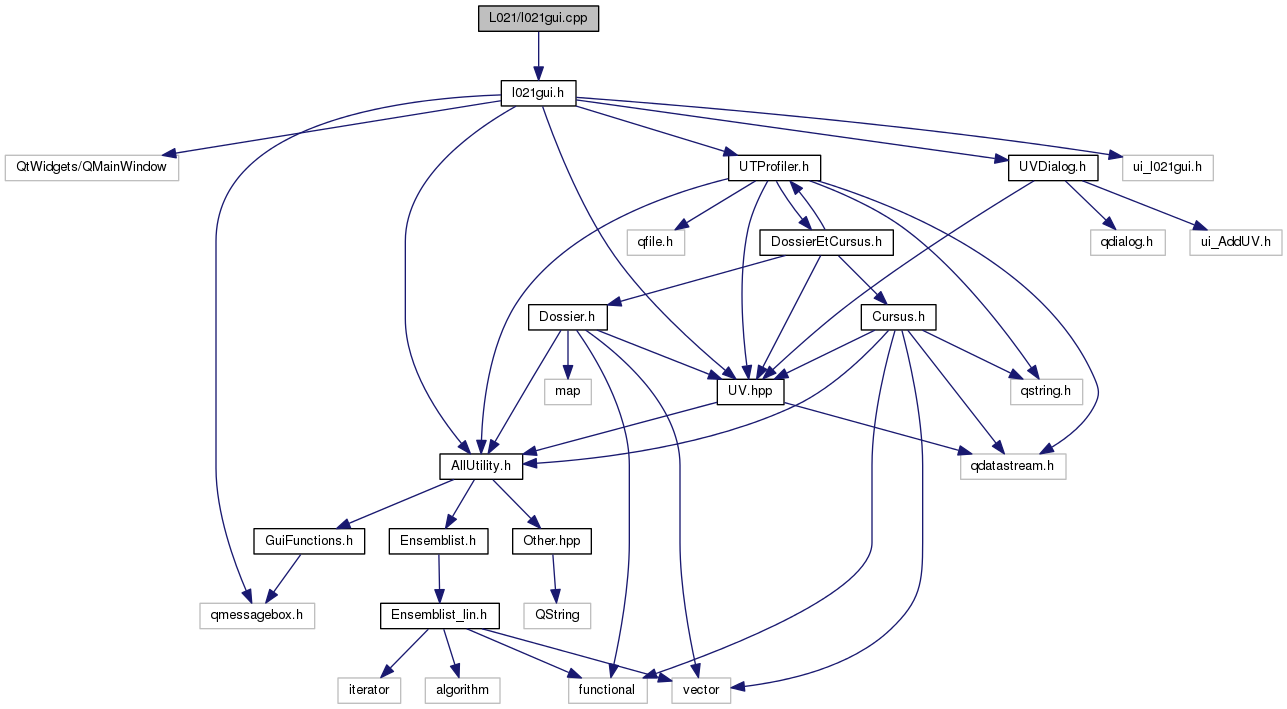 L021/l021gui.cpp
l021gui.h
QtWidgets/QMainWindow
UTProfiler.h
UVDialog.h
ui_l021gui.h
qfile.h
DossierEtCursus.h
qdialog.h
ui_AddUV.h
Dossier.h
Cursus.h
map
UV.hpp
qstring.h
AllUtility.h
qdatastream.h
GuiFunctions.h
Ensemblist.h
Other.hpp
qmessagebox.h
Ensemblist_lin.h
QString
iterator
algorithm
functional
vector